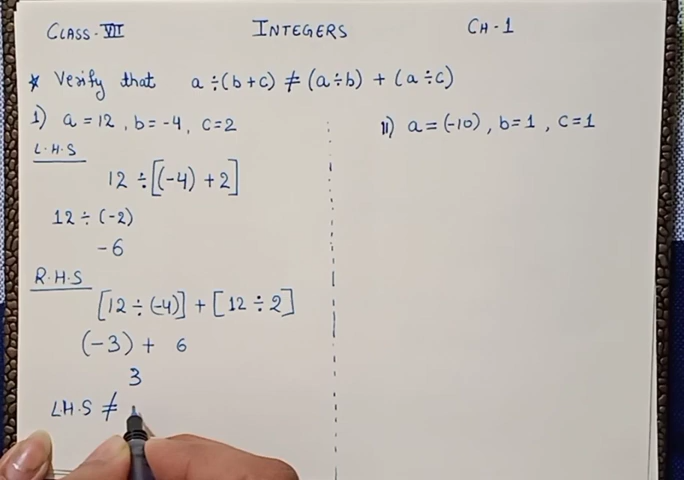 CLASS-VII INTEGERS CH-1
* Verify that a÷(b+c) ≠ (a÷b) + (a÷c)
I) a=12, b=-4, c=2
L.H.S
12 ÷ [(-4) + 2]
12 ÷ (-2)
-6
R.H.S
[12 ÷ (-4)] + [12 ÷ 2]
(-3) + 6
3
L.H.S ≠
II) a=(-10), b=1, c=1